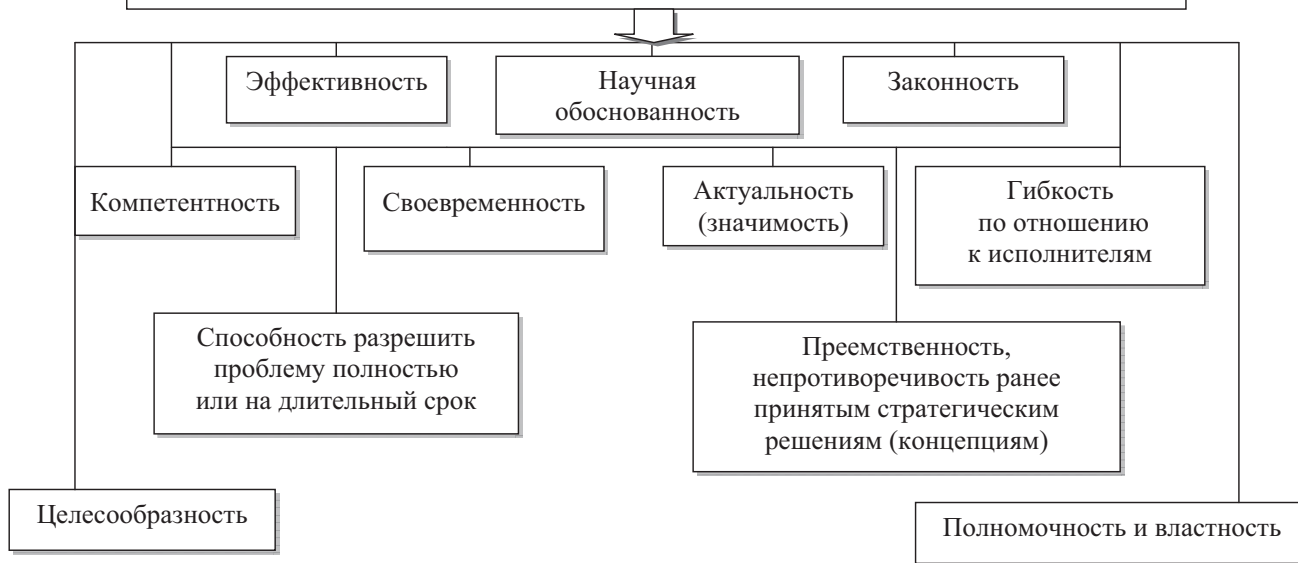 Эффективность
Научная
обоснованность
Законность
Компетентность
Своевременность
Актуальность
(значимость)
Гибкость
по отношению
к исполнителям
Способность разрешить
проблему полностью
или на длительный срок
Преемственность,
непротиворечивость ранее
принятым стратегическим
решениям (концепциям)
Целесообразность
Полномочность и властность